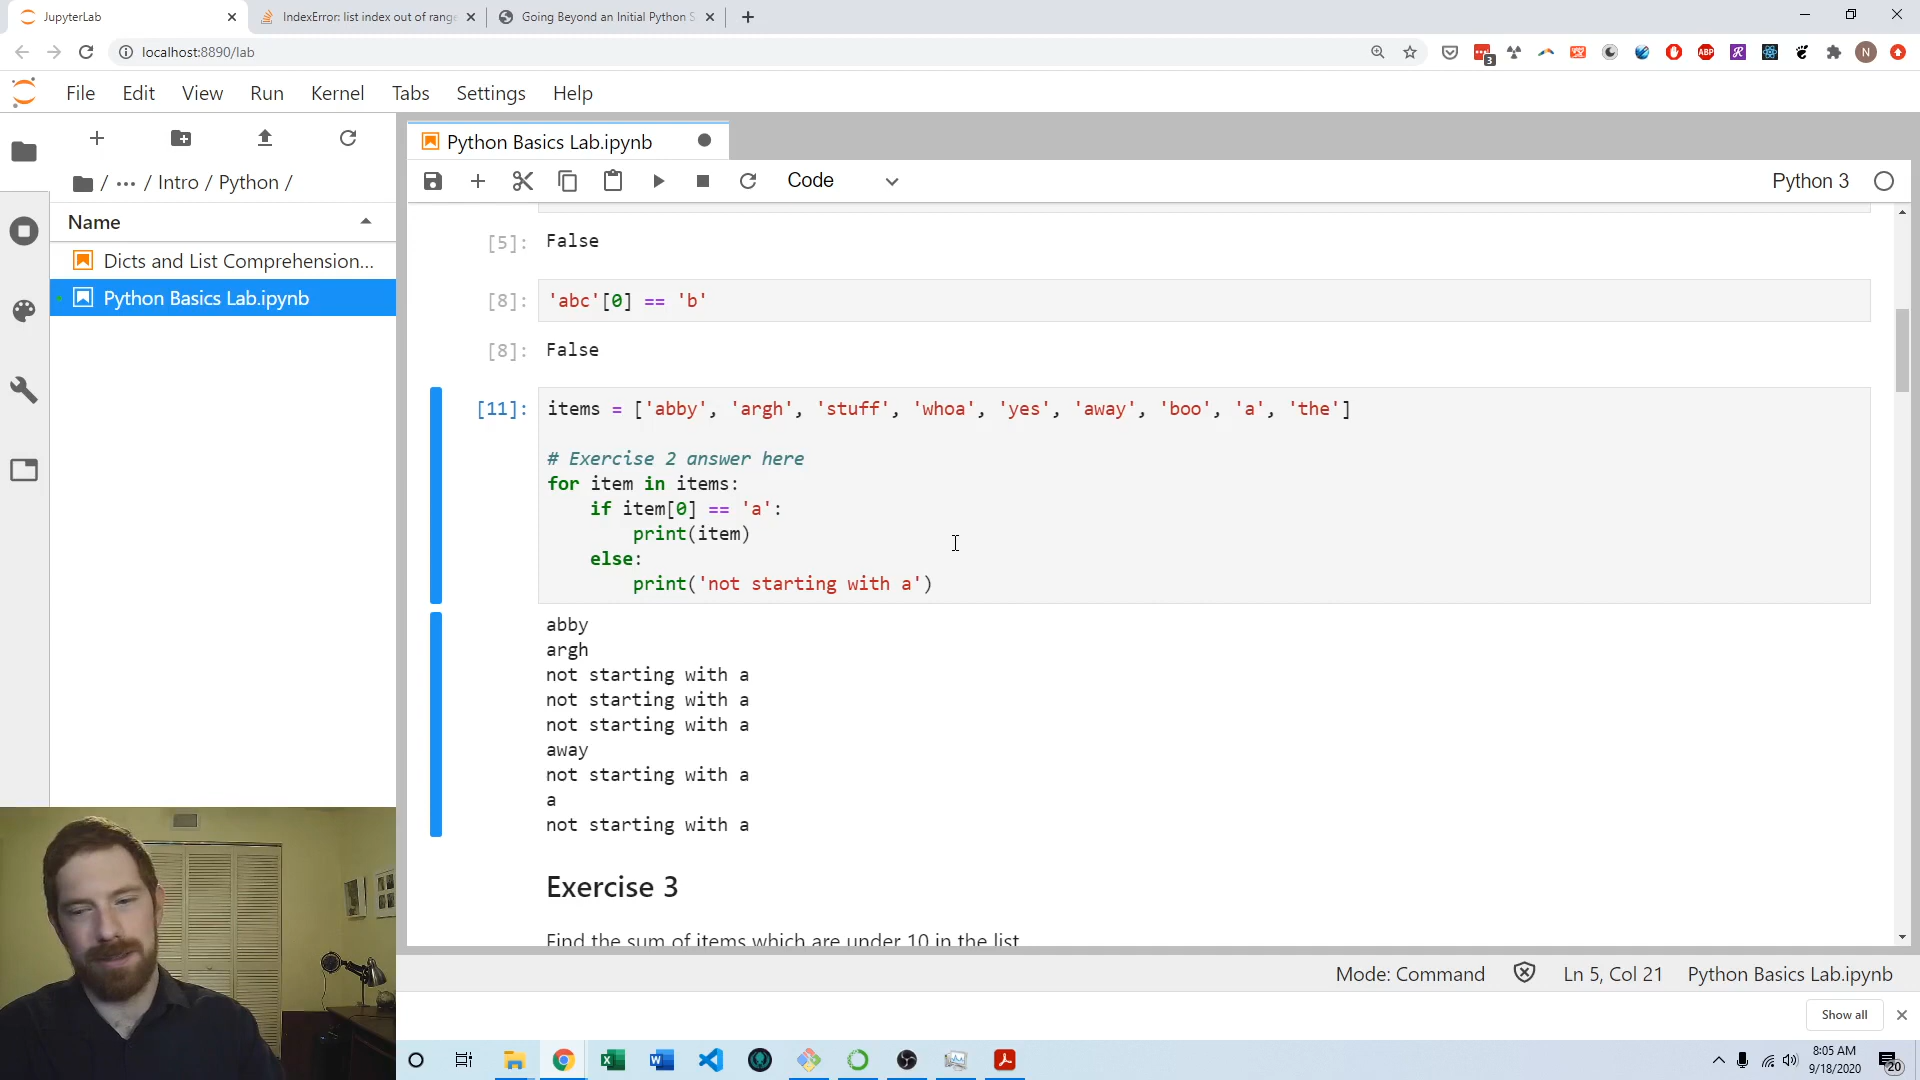 JupyterLab
IndexError: list index out of range
Going Beyond an Initial Python S
localhost:8890/lab
3
ABP
R
N
File Edit View Run Kernel Tabs Settings Help
/ ··· / Intro / Python /
Name
Dicts and List Comprehension...
Python Basics Lab.ipynb
Python Basics Lab.ipynb
Code
Python 3
[5]: False
[8]: 'abc'[0] == 'b'
[8]: False
[11]: items = ['abby', 'argh', 'stuff', 'whoa', 'yes', 'away', 'boo', 'a', 'the']
# Exercise 2 answer here
for item in items:
if item[0] == 'a':
print(item)
else:
print('not starting with a')
abby
argh
not starting with a
not starting with a
not starting with a
away
not starting with a
a
not starting with a
Exercise 3
Find the sum of items which are under 10 in the list
Mode: Command
Ln 5, Col 21
Python Basics Lab.ipynb
Show all
8:05 AM
9/18/2020
20